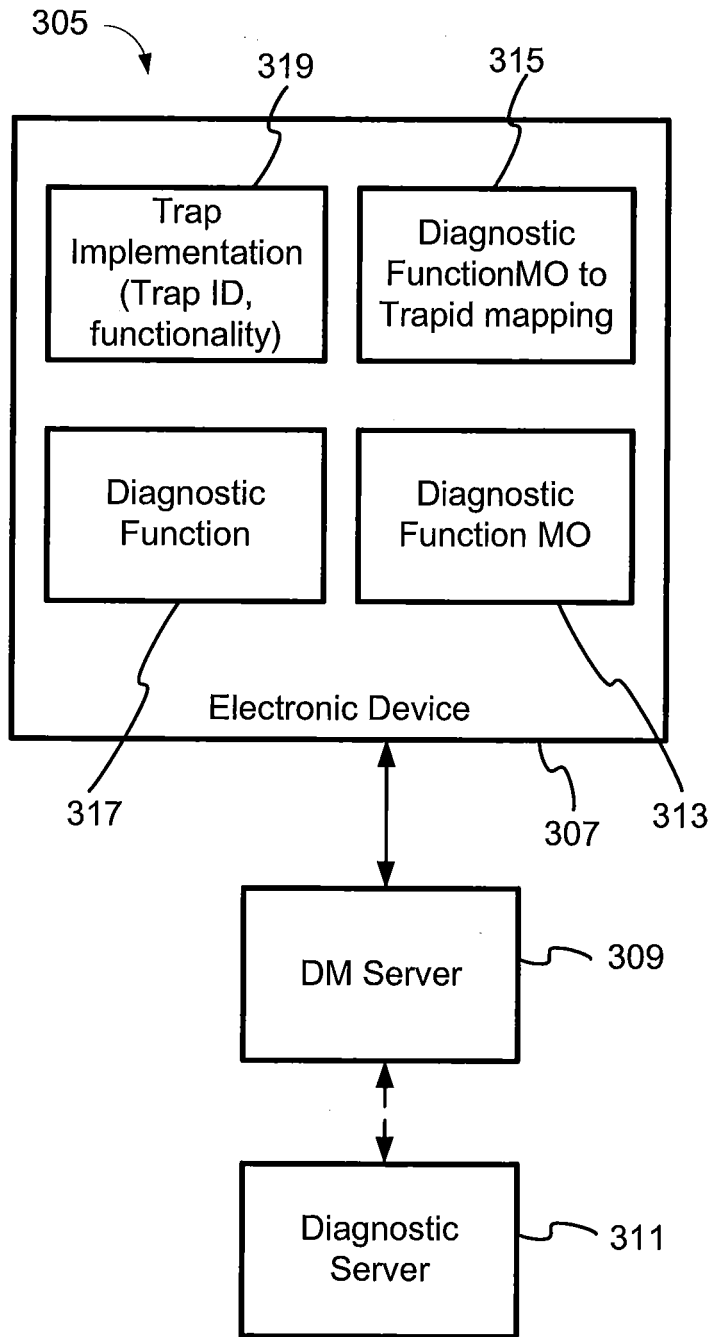 305
319
315
Trap
Implementation
(Trap ID,
functionality)
Diagnostic
FunctionMO to
Trapid mapping
Diagnostic
Function
Diagnostic
Function MO
Electronic Device
317
307
313
DM Server
309
Diagnostic
Server
311